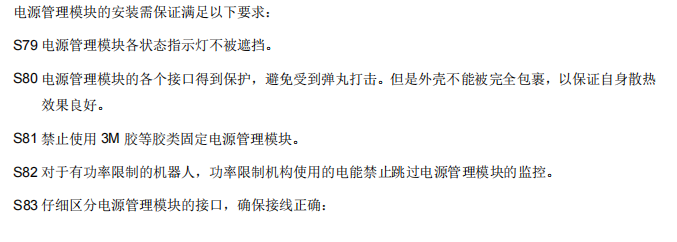 电源管理模块的安装需保证满足以下要求：
S79 电源管理模块各状态指示灯不被遮挡。
S80 电源管理模块的各个接口得到保护，避免受到弹丸打击。但是外壳不能被完全包裹，以保证自身散热
效果良好。
S81 禁止使用 3M 胶等胶类固定电源管理模块。
S82 对于有功率限制的机器人，功率限制机构使用的电能禁止跳过电源管理模块的监控。
S83 仔细区分电源管理模块的接口，确保接线正确：